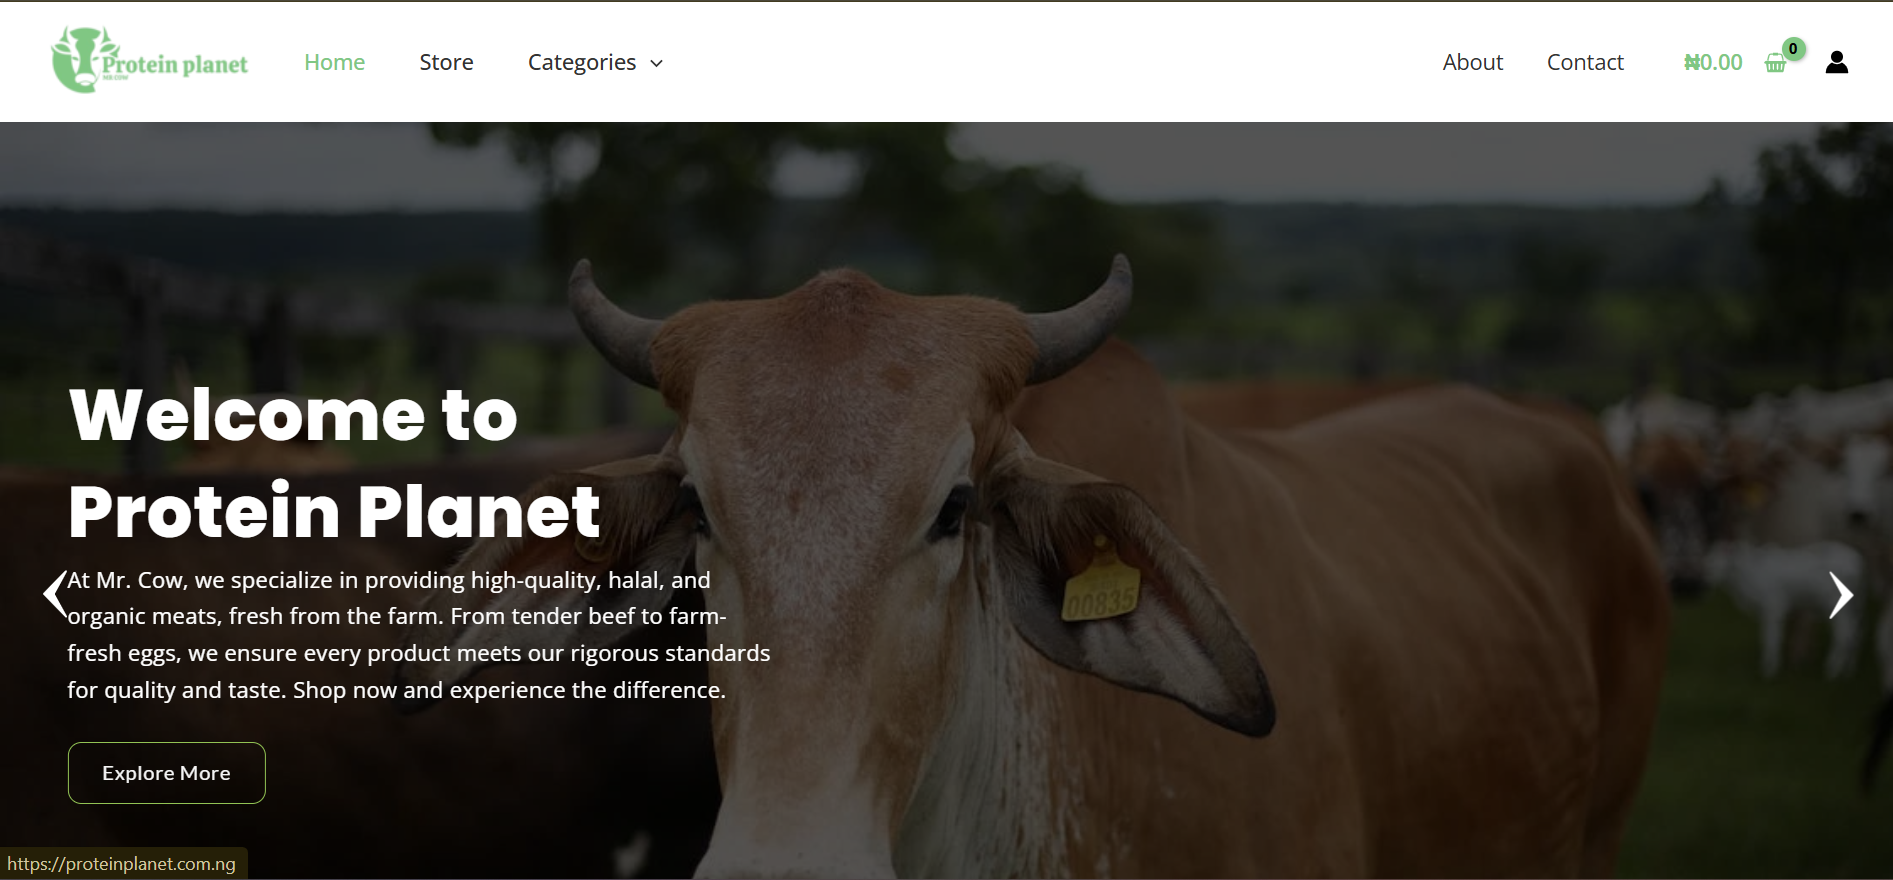 Protein planet
MR COW
Home
Store
Categories
About
Contact
₦0.00
0
Welcome to
Protein Planet
At Mr. Cow, we specialize in providing high-quality, halal, and
organic meats, fresh from the farm. From tender beef to farm-
fresh eggs, we ensure every product meets our rigorous standards
for quality and taste. Shop now and experience the difference.
00835
Explore More
https://proteinplanet.com.ng